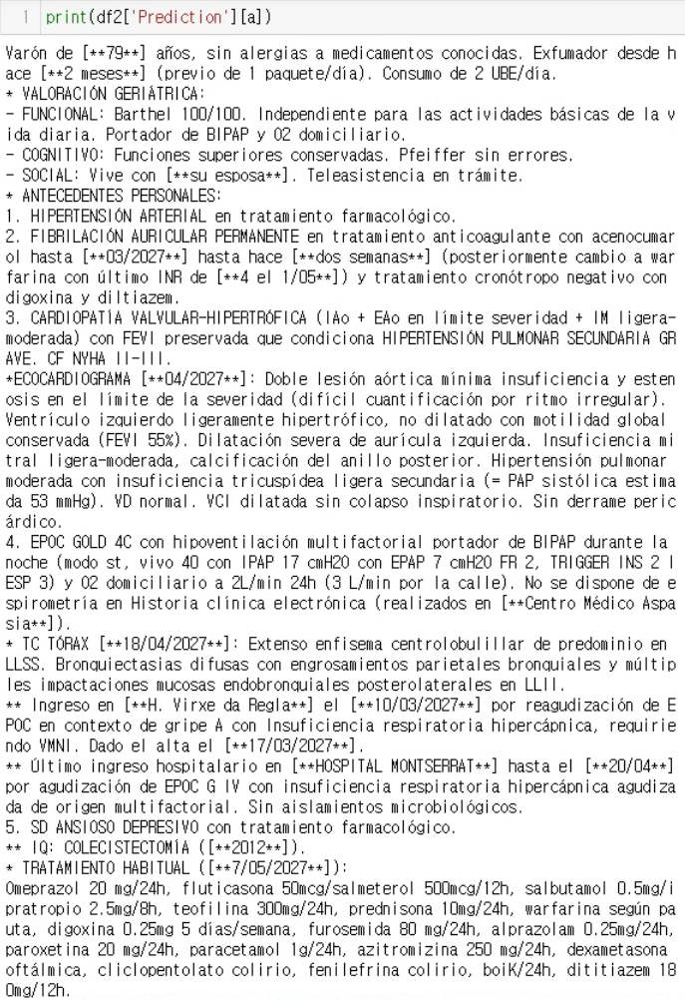 1 print(df2['Prediction'][a])
Varón de [**79**] años, sin alergias a medicamentos conocidas. Exfumador desde h
ace [**2 meses**] (previo de 1 paquete/día). Consumo de 2 UBE/día.
* VALORACIÓN GERIÁTRICA:
- FUNCIONAL: Barthel 100/100. Independiente para las actividades básicas de la v
ida diaria. Portador de BIPAP y O2 domiciliario.
- COGNITIVO: Funciones superiores conservadas. Pfeiffer sin errores.
- SOCIAL: Vive con [**su esposa**]. Teleasistencia en trámite.
* ANTECEDENTES PERSONALES:
1. HIPERTENSIÓN ARTERIAL en tratamiento farmacológico.
2. FIBRILACIÓN AURICULAR PERMANENTE en tratamiento anticoagulante con acenocumar
ol hasta [**03/2027**] hasta hace [**dos semanas**] (posteriormente cambio a war
farina con último INR de [**4 el 1/05**]) y tratamiento cronótropo negativo con
digoxina y diltiazem.
3. CARDIOPATÍA VALVULAR-HIPERTRÓFICA (IAo + EAo en límite severidad + IM ligera-
moderada) con FEVI preservada que condiciona HIPERTENSIÓN PULMONAR SECUNDARIA GR
AVE. CF NYHA II-III.
*ECOCARDIOGRAMA [**04/2027**]: Doble lesión aórtica mínima insuficiencia y esten
osis en el límite de la severidad (difícil cuantificación por ritmo irregular).
Ventrículo izquierdo ligeramente hipertrófico, no dilatado con motilidad global
conservada (FEVI 55%). Dilatación severa de aurícula izquierda. Insuficiencia mi
tral ligera-moderada, calcificación del anillo posterior. Hipertensión pulmonar
moderada con insuficiencia tricuspídea ligera secundaria (= PAP sistólica estima
da 53 mmHg). VD normal. VCI dilatada sin colapso inspiratorio. Sin derrame peric
árdico.
4. EPOC GOLD 4C con hipoventilación multifactorial portador de BIPAP durante la
noche (modo st, vivo 40 con IPAP 17 cmH2O con EPAP 7 cmH2O FR 2, TRIGGER INS 2 I
ESP 3) y O2 domiciliario a 2L/min 24h (3 L/min por la calle). No se dispone de e
spirometría en Historia clínica electrónica (realizados en [**Centro Médico Aspa
sia**]).
* TC TÓRAX [**18/04/2027**]: Extenso enfisema centrolobulillar de predominio en
LLSS. Bronquiectasias difusas con engrosamientos parietales bronquiales y múltip
les impactaciones mucosas endobronquiales posterolaterales en LLII.
** Ingreso en [**H. Virxe da Regla**] el [**10/03/2027**] por reagudización de E
POC en contexto de gripe A con Insuficiencia respiratoria hipercápnica, requirie
ndo VMNI. Dado el alta el [**17/03/2027**].
** Último ingreso hospitalario en [**HOSPITAL MONTSERRAT**] hasta el [**20/04**]
por agudización de EPOC G IV con insuficiencia respiratoria hipercápnica agudiza
da de origen multifactorial. Sin aislamientos microbiológicos.
5. SD ANSIOSO DEPRESIVO con tratamiento farmacológico.
** IQ: COLECISTECTOMÍA ([**2012**]).
* TRATAMIENTO HABITUAL ([**7/05/2027**]):
Omeprazol 20 mg/24h, fluticasona 50mcg/salmeterol 500mcg/12h, salbutamol 0.5mg/i
pratropio 2.5mg/8h, teofilina 300mg/24h, prednisona 10mg/24h, warfarina según pa
uta, digoxina 0.25mg 5 días/semana, furosemida 80 mg/24h, alprazolam 0.25mg/24h,
paroxetina 20 mg/24h, paracetamol 1g/24h, azitromizina 250 mg/24h, dexametasona
oftálmica, cliclopentolato colirio, fenilefrina colirio, boiK/24h, dititiazem 18
0mg/12h.